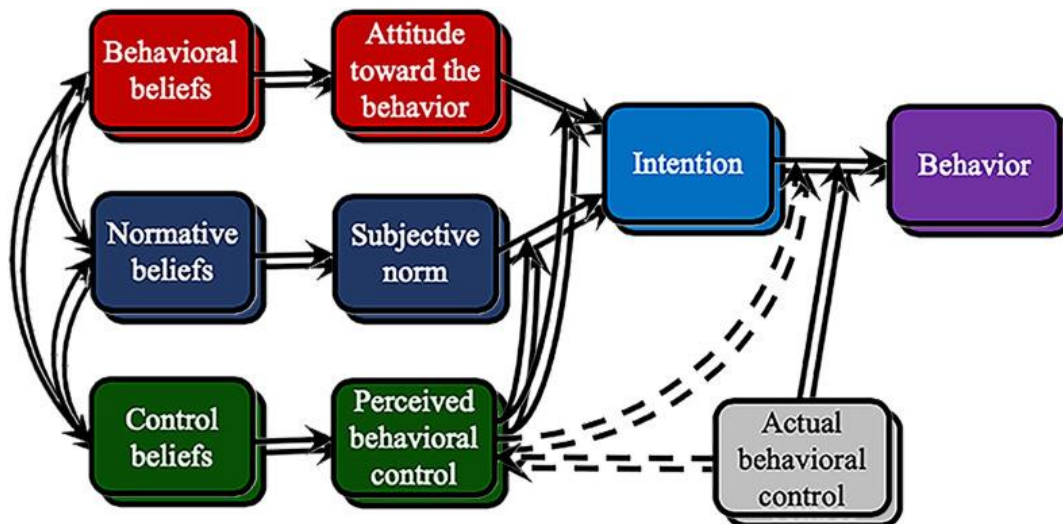 Behavioral
beliefs
Attitude
toward the
behavior
Intention
Behavior
Normative
beliefs
Subjective
norm
Control
beliefs
Perceived
behavioral
control
Actual
behavioral
control